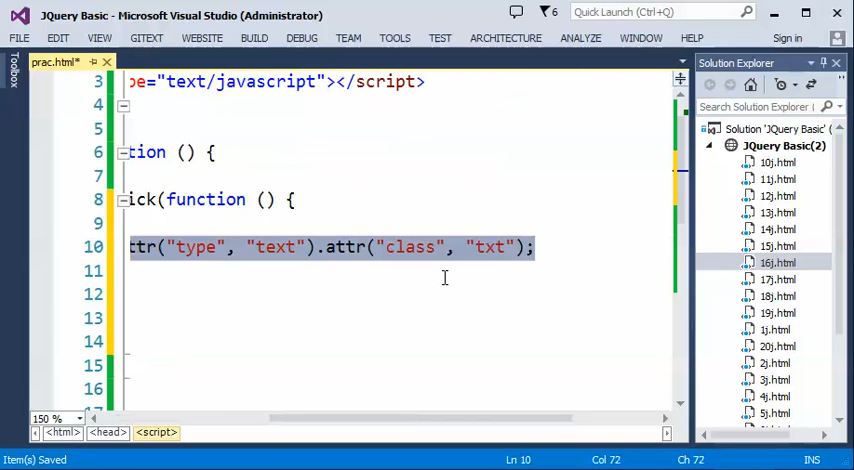 JQuery Basic - Microsoft Visual Studio (Administrator)
6
Quick Launch (Ctrl+Q)
FILE EDIT VIEW GITEXT WEBSITE BUILD DEBUG TEAM TOOLS TEST ARCHITECTURE ANALYZE WINDOW HELP Sign in
Toolbox
prac.html*
3 pe="text/javascript"></script>
4
5
6 tion () {
7
8 ick(function () {
9
10 ttr("type", "text").attr("class", "txt");
11
12
13
14
15
16
150 %
<html> <head> <script>
Solution Explorer
Search Solution Explorer
Solution 'JQuery Basic'
JQuery Basic(2)
10j.html
11j.html
12j.html
13j.html
14j.html
15j.html
16j.html
17j.html
18j.html
19j.html
1j.html
20j.html
2j.html
3j.html
4j.html
5j.html
Item(s) Saved Ln 10 Col 72 Ch 72 INS